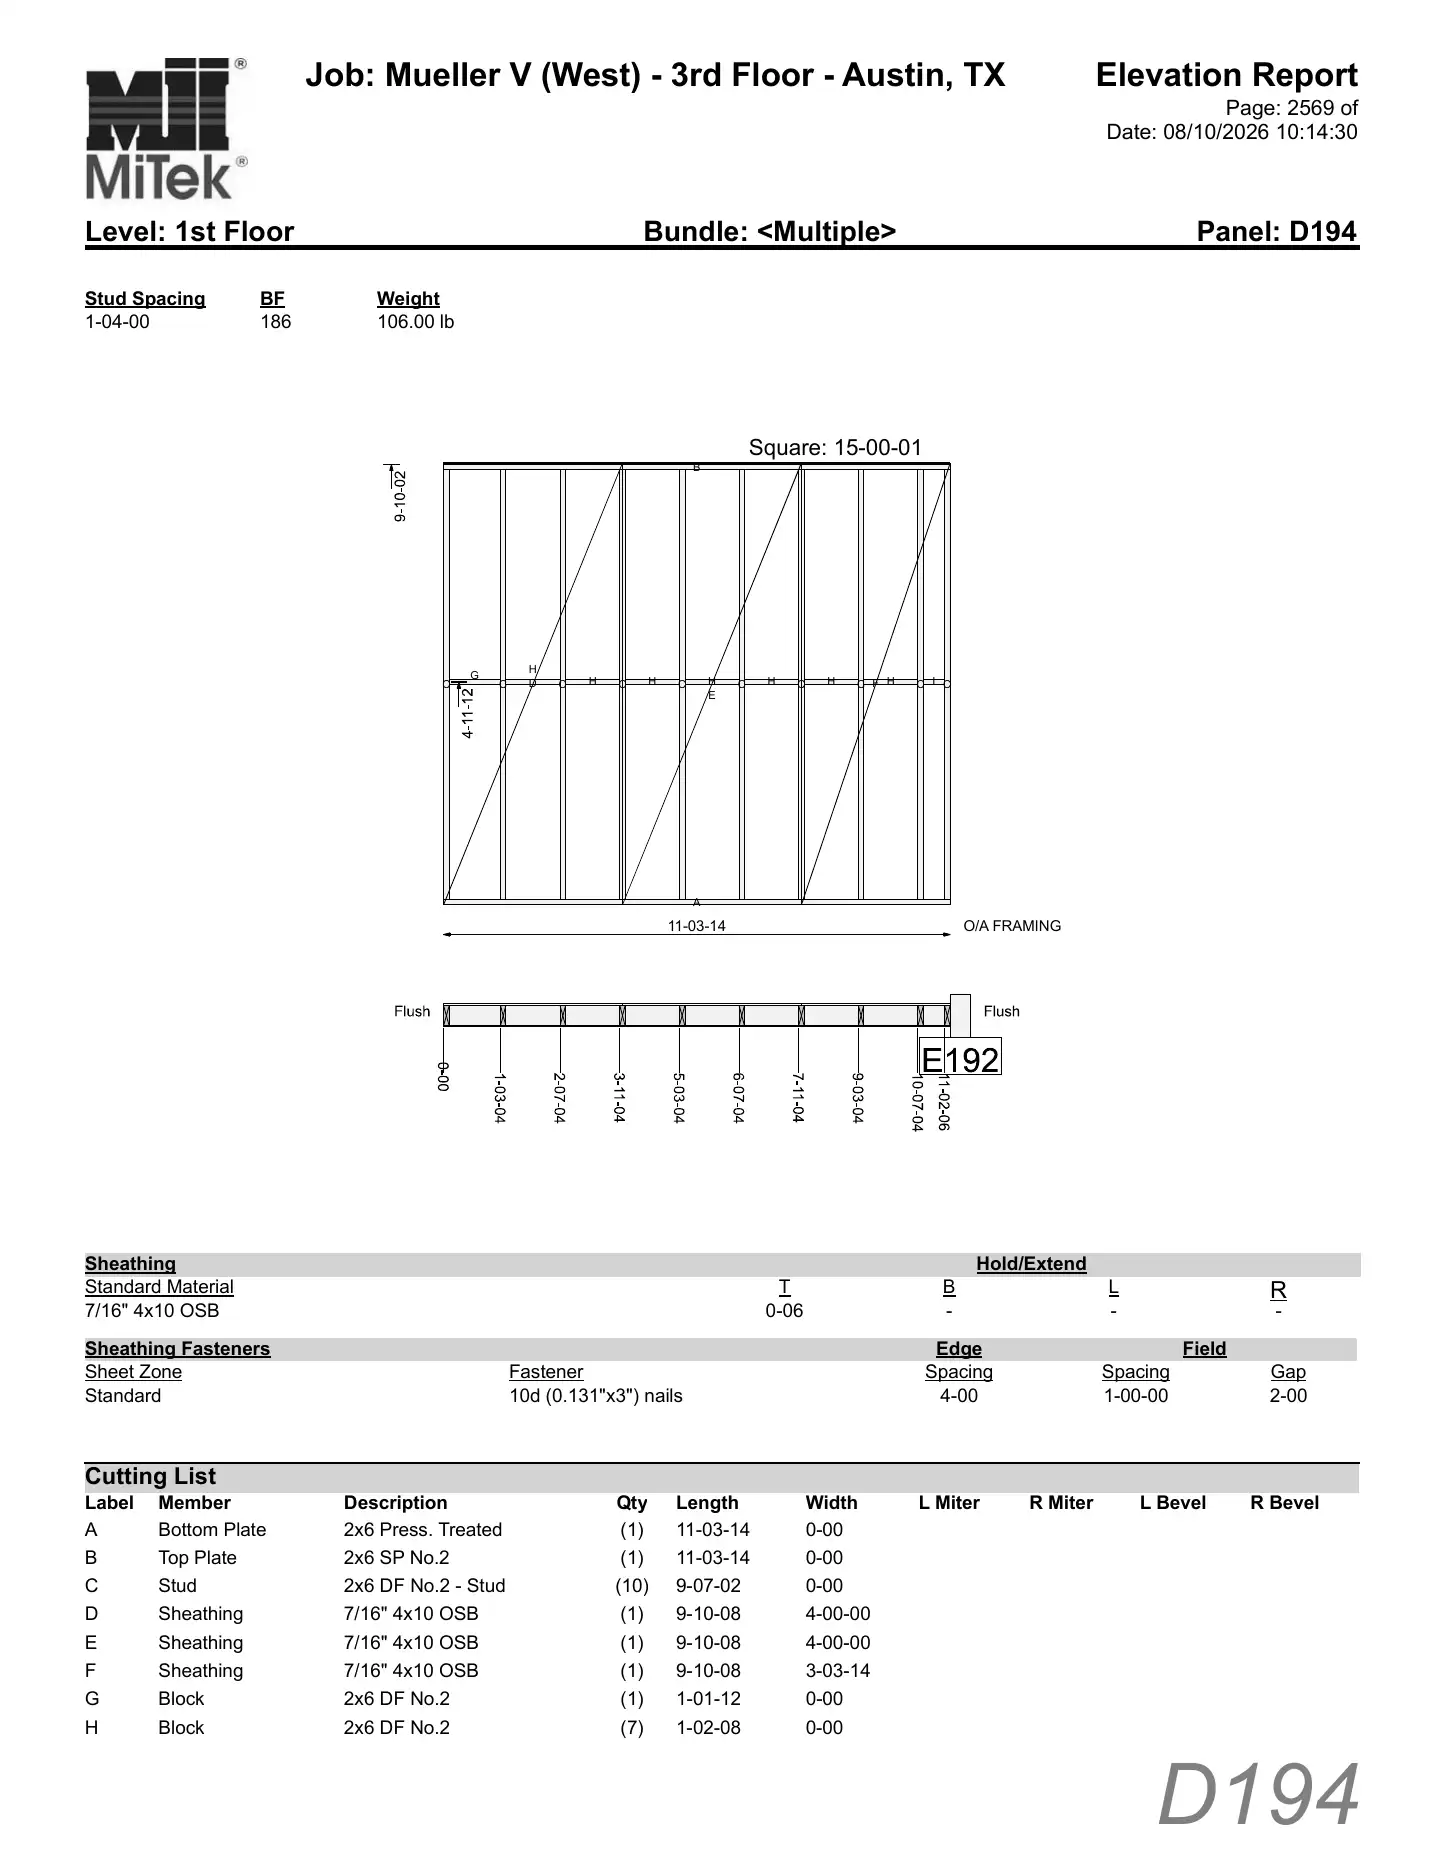 Job: Mueller V (West) - 3rd Floor - Austin, TX
Elevation Report
Page: 2569 of
Date: 08/10/2026 10:14:30
MiTek®
Level: 1st Floor Bundle: <Multiple> Panel: D194
Stud Spacing BF Weight
1-04-00 186 106.00 lb
Square: 15-00-01
B
9-10-02
G H D H H H E H H F H I
4-11-12
A
11-03-14 O/A FRAMING
Flush Flush
E192
0-00 1-03-04 2-07-04 3-11-04 5-03-04 6-07-04 7-11-04 9-03-04 10-07-04 11-02-06
Sheathing Hold/Extend
Standard Material T B L R
7/16" 4x10 OSB 0-06 - - -
Sheathing Fasteners Edge Field
Sheet Zone Fastener Spacing Spacing Gap
Standard 10d (0.131"x3") nails 4-00 1-00-00 2-00
Cutting List
Label Member Description Qty Length Width L Miter R Miter L Bevel R Bevel
A Bottom Plate 2x6 Press. Treated (1) 11-03-14 0-00
B Top Plate 2x6 SP No.2 (1) 11-03-14 0-00
C Stud 2x6 DF No.2 - Stud (10) 9-07-02 0-00
D Sheathing 7/16" 4x10 OSB (1) 9-10-08 4-00-00
E Sheathing 7/16" 4x10 OSB (1) 9-10-08 4-00-00
F Sheathing 7/16" 4x10 OSB (1) 9-10-08 3-03-14
G Block 2x6 DF No.2 (1) 1-01-12 0-00
H Block 2x6 DF No.2 (7) 1-02-08 0-00
D194